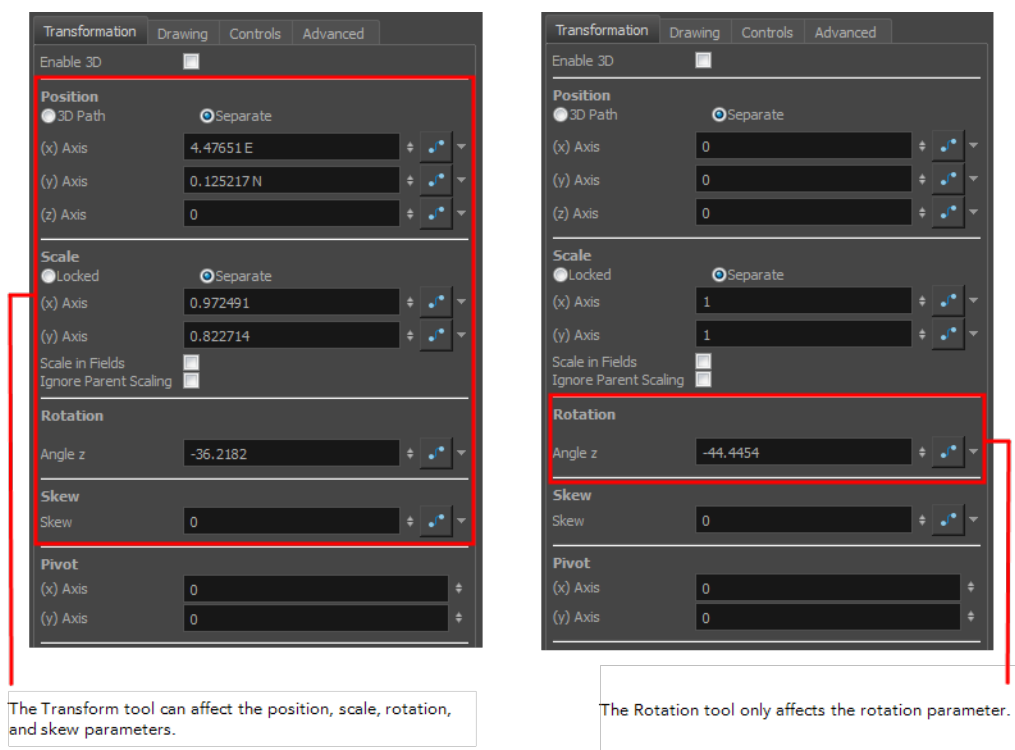 Transformation Drawing Controls Advanced
Enable 3D
Position
3D Path Separate
(x) Axis 4.47651 E
(y) Axis 0.125217 N
(z) Axis 0
Scale
Locked Separate
(x) Axis 0.972491
(y) Axis 0.822714
Scale in Fields
Ignore Parent Scaling
Rotation
Angle z -36.2182
Skew
Skew 0
Pivot
(x) Axis 0
(y) Axis 0
The Transform tool can affect the position, scale, rotation,
and skew parameters.
Transformation Drawing Controls Advanced
Enable 3D
Position
3D Path Separate
(x) Axis 0
(y) Axis 0
(z) Axis 0
Scale
Locked Separate
(x) Axis 1
(y) Axis 1
Scale in Fields
Ignore Parent Scaling
Rotation
Angle z -44.4454
Skew
Skew 0
Pivot
(x) Axis 0
(y) Axis 0
The Rotation tool only affects the rotation parameter.